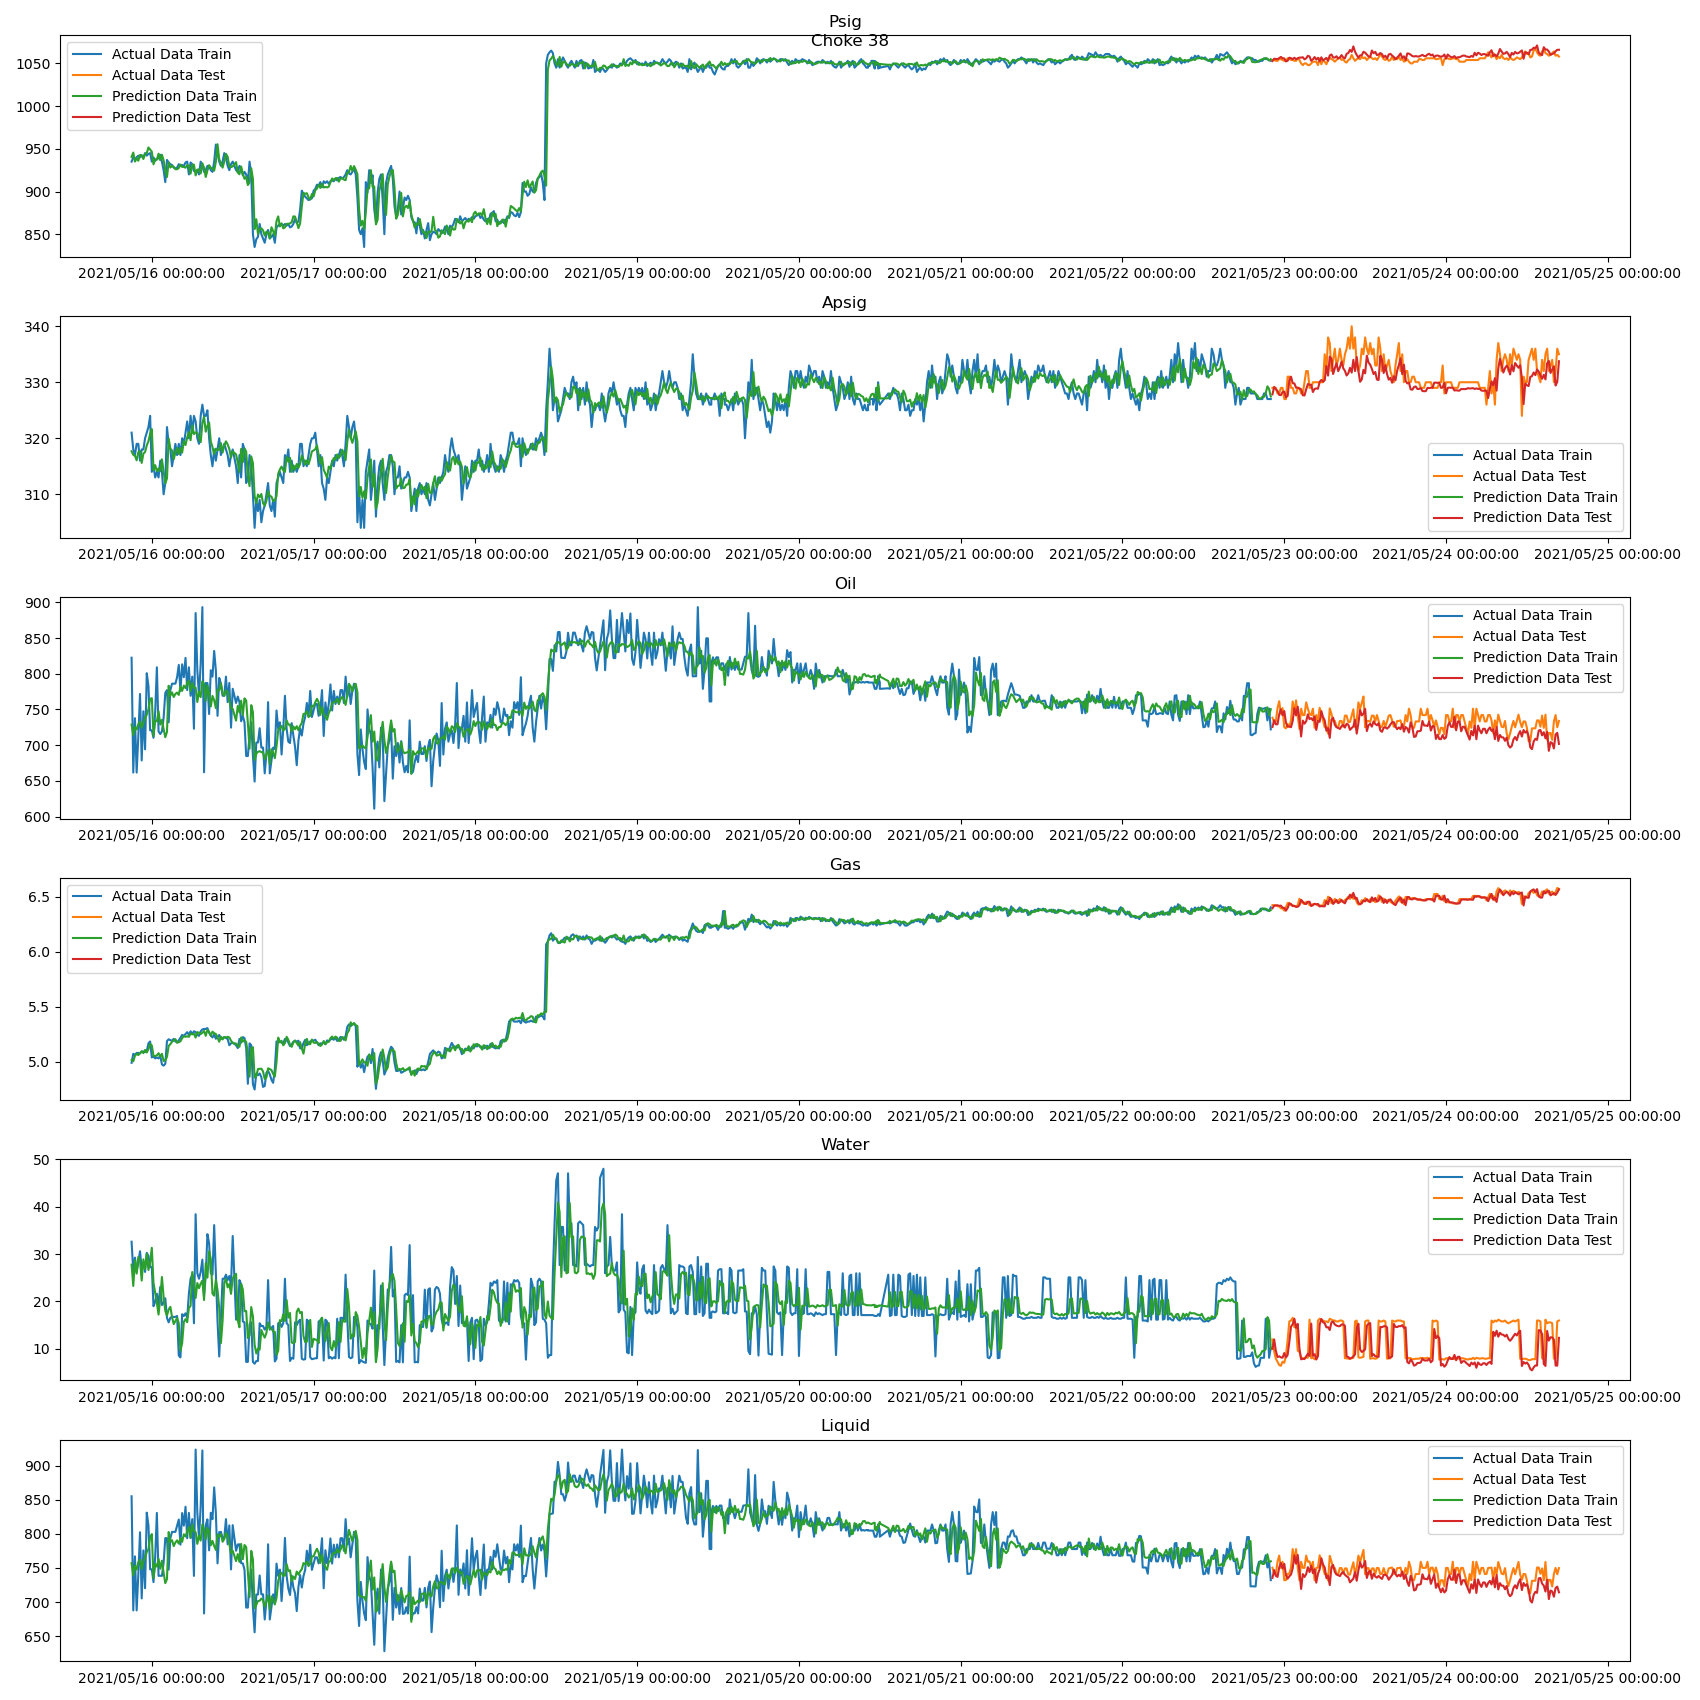 Psig
Choke 38
Actual Data Train
Actual Data Test
Prediction Data Train
Prediction Data Test
1050
1000
950
900
850
2021/05/16 00:00:00 2021/05/17 00:00:00 2021/05/18 00:00:00 2021/05/19 00:00:00 2021/05/20 00:00:00 2021/05/21 00:00:00 2021/05/22 00:00:00 2021/05/23 00:00:00 2021/05/24 00:00:00 2021/05/25 00:00:00
Apsig
340
330
320
310
Actual Data Train
Actual Data Test
Prediction Data Train
Prediction Data Test
2021/05/16 00:00:00 2021/05/17 00:00:00 2021/05/18 00:00:00 2021/05/19 00:00:00 2021/05/20 00:00:00 2021/05/21 00:00:00 2021/05/22 00:00:00 2021/05/23 00:00:00 2021/05/24 00:00:00 2021/05/25 00:00:00
Oil
900
850
800
750
700
650
600
Actual Data Train
Actual Data Test
Prediction Data Train
Prediction Data Test
2021/05/16 00:00:00 2021/05/17 00:00:00 2021/05/18 00:00:00 2021/05/19 00:00:00 2021/05/20 00:00:00 2021/05/21 00:00:00 2021/05/22 00:00:00 2021/05/23 00:00:00 2021/05/24 00:00:00 2021/05/25 00:00:00
Gas
Actual Data Train
Actual Data Test
Prediction Data Train
Prediction Data Test
6.5
6.0
5.5
5.0
2021/05/16 00:00:00 2021/05/17 00:00:00 2021/05/18 00:00:00 2021/05/19 00:00:00 2021/05/20 00:00:00 2021/05/21 00:00:00 2021/05/22 00:00:00 2021/05/23 00:00:00 2021/05/24 00:00:00 2021/05/25 00:00:00
Water
50
40
30
20
10
Actual Data Train
Actual Data Test
Prediction Data Train
Prediction Data Test
2021/05/16 00:00:00 2021/05/17 00:00:00 2021/05/18 00:00:00 2021/05/19 00:00:00 2021/05/20 00:00:00 2021/05/21 00:00:00 2021/05/22 00:00:00 2021/05/23 00:00:00 2021/05/24 00:00:00 2021/05/25 00:00:00
Liquid
900
850
800
750
700
650
Actual Data Train
Actual Data Test
Prediction Data Train
Prediction Data Test
2021/05/16 00:00:00 2021/05/17 00:00:00 2021/05/18 00:00:00 2021/05/19 00:00:00 2021/05/20 00:00:00 2021/05/21 00:00:00 2021/05/22 00:00:00 2021/05/23 00:00:00 2021/05/24 00:00:00 2021/05/25 00:00:00